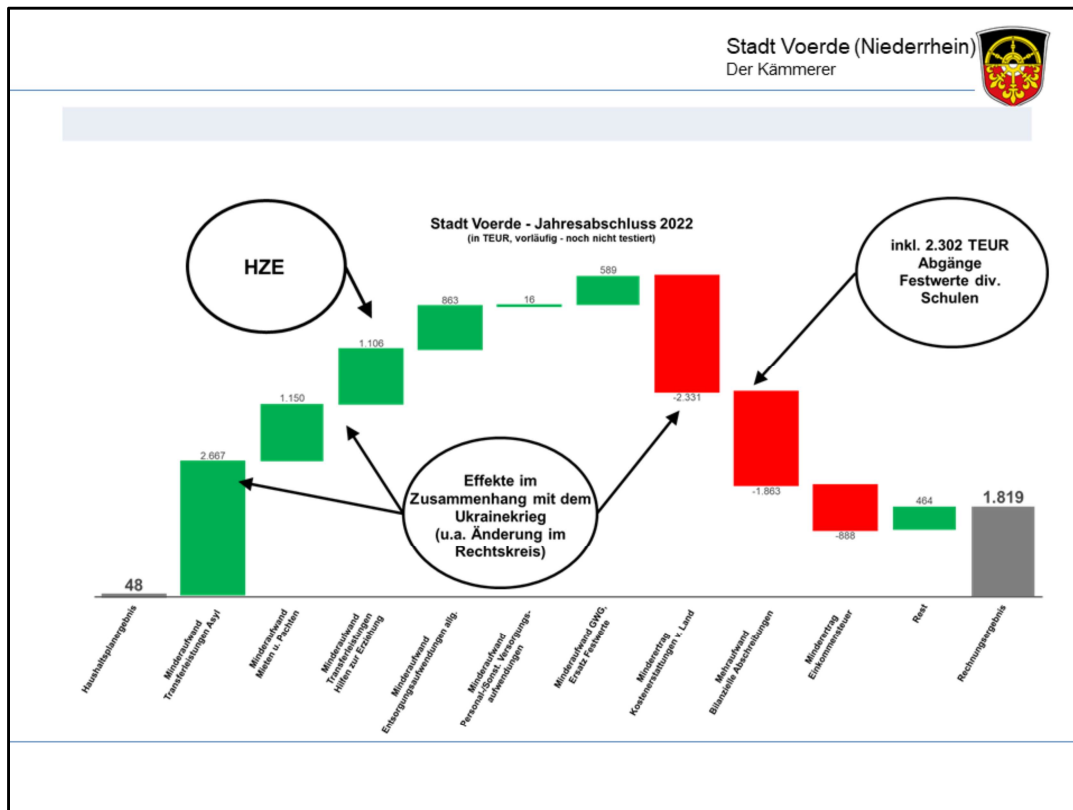 Stadt Voerde (Niederrhein)
Der Kämmerer
Stadt Voerde - Jahresabschluss 2022
(in TEUR, vorläufig - noch nicht testiert)
HZE
inkl. 2.302 TEUR
Abgänge
Festwerte div.
Schulen
Effekte im
Zusammenhang mit dem
Ukrainekrieg
(u.a. Änderung im
Rechtskreis)
48
2.667
1.150
1.106
863
16
589
-2.331
-1.863
-888
464
1.819
Haushaltsplanergebnis
Minderaufwand
Transferleistungen Asyl
Minderaufwand
Mieten u. Pachten
Minderaufwand
Transferleistungen
Hilfen zur Erziehung
Minderaufwand
Entsorgungsaufwendungen allg.
Minderaufwand
Personal-/Sonst. Versorgungs-
aufwendungen
Minderaufwand GWG,
Ersatz Festwerte
Minderertrag
Kostenerstattungen v. Land
Mehraufwand
Bilanzielle Abschreibungen
Minderertrag
Einkommensteuer
Rest
Rechnungsergebnis